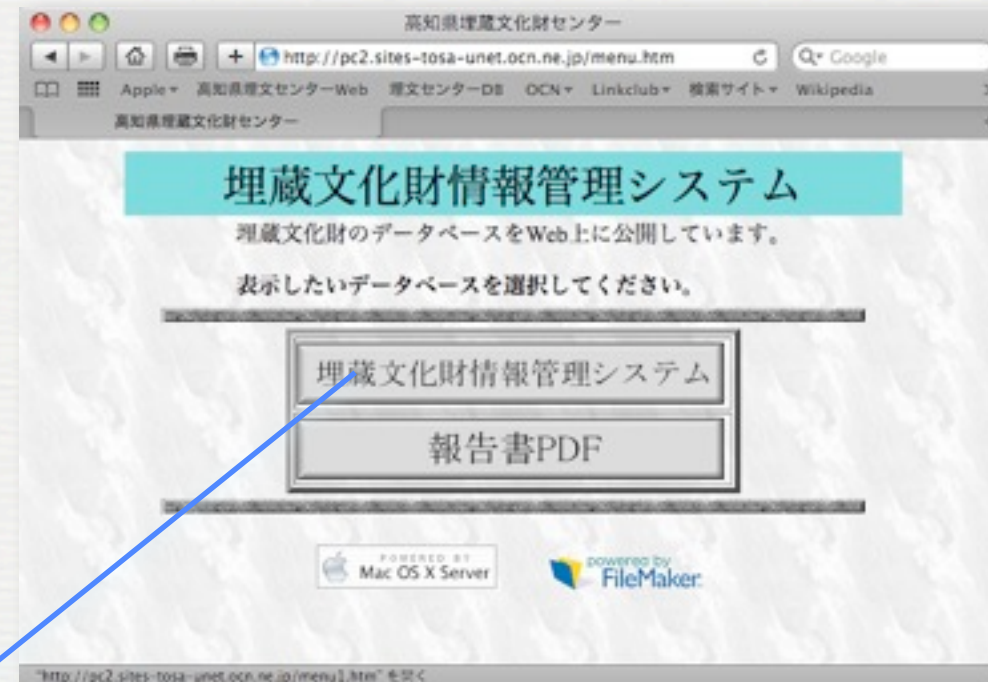 高知県埋蔵文化財センター
+ http://pc2.sites-tosa-unet.ocn.ne.jp/menu.htm Google
Apple 高知県埋文センターWeb 埋文センターDB OCN Linkclub 検索サイト Wikipedia
高知県埋蔵文化財センター
埋蔵文化財情報管理システム
埋蔵文化財のデータベースをWeb上に公開しています。
表示したいデータベースを選択してください。
埋蔵文化財情報管理システム
報告書PDF
POWERED BY
Mac OS X Server
powered by
FileMaker.
"http://pc2.sites-tosa-unet.ocn.ne.jp/menu1.htm" を開く